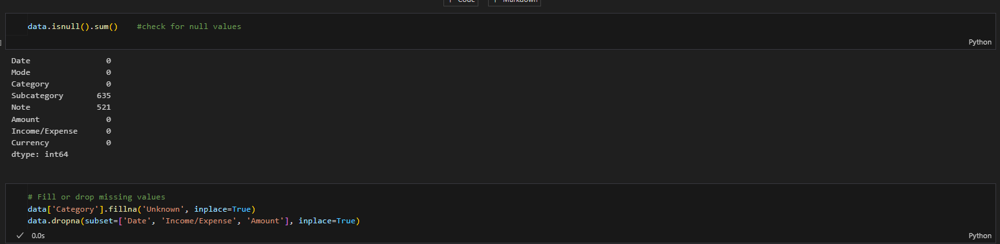 Code Markdown
data.isnull().sum()    #check for null values
Python
Date 0
Mode 0
Category 0
Subcategory 635
Note 521
Amount 0
Income/Expense 0
Currency 0
dtype: int64
# Fill or drop missing values
data['Category'].fillna('Unknown', inplace=True)
data.dropna(subset=['Date', 'Income/Expense', 'Amount'], inplace=True)
0.0s
Python